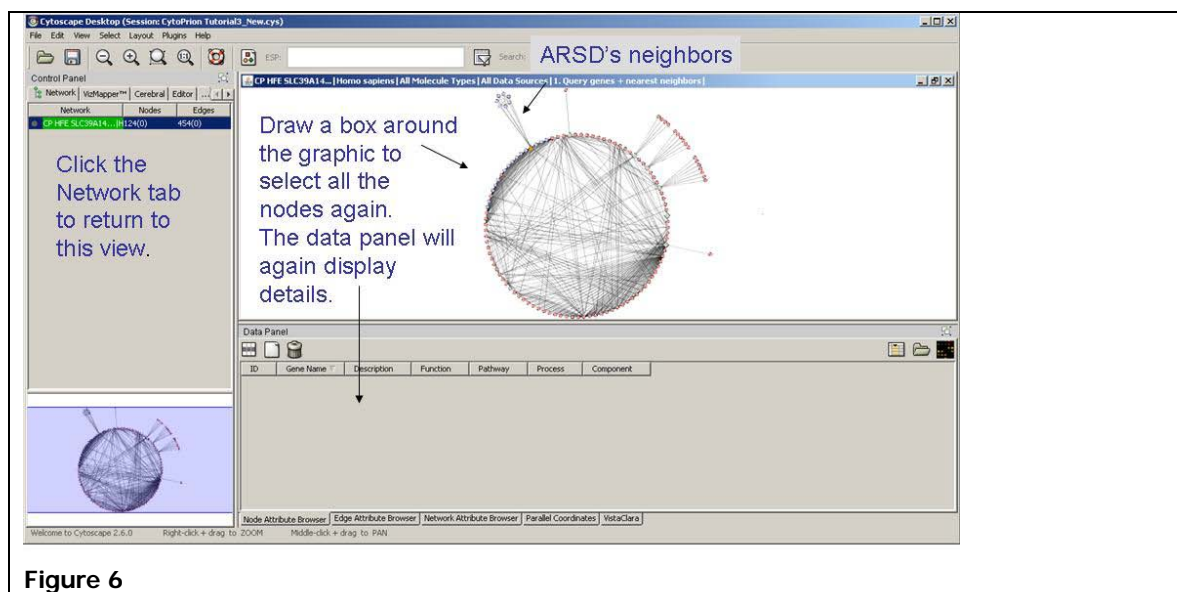 Cytoscape Desktop (Session: CytoPrion Tutorial3_New.cys)
File Edit View Select Layout Plugins Help
ESP:
Search:
ARSD's neighbors
Control Panel
CP HFE SLC39A14...|Homo sapiens|All Molecule Types|All Data Sources|1. Query genes + nearest neighbors|
Network VizMapper™ Cerebral Editor ...
Network Nodes Edges
CP HFE SLC39A14...|H 124(0) 454(0)
Click the
Network tab
to return to
this view.
Draw a box around
the graphic to
select all the
nodes again.
The data panel will
again display
details.
Data Panel
ID Gene Name Description Function Pathway Process Component
Node Attribute Browser Edge Attribute Browser Network Attribute Browser Parallel Coordinates VistaClara
Welcome to Cytoscape 2.6.0 Right-click + drag to ZOOM Middle-click + drag to PAN
Figure 6